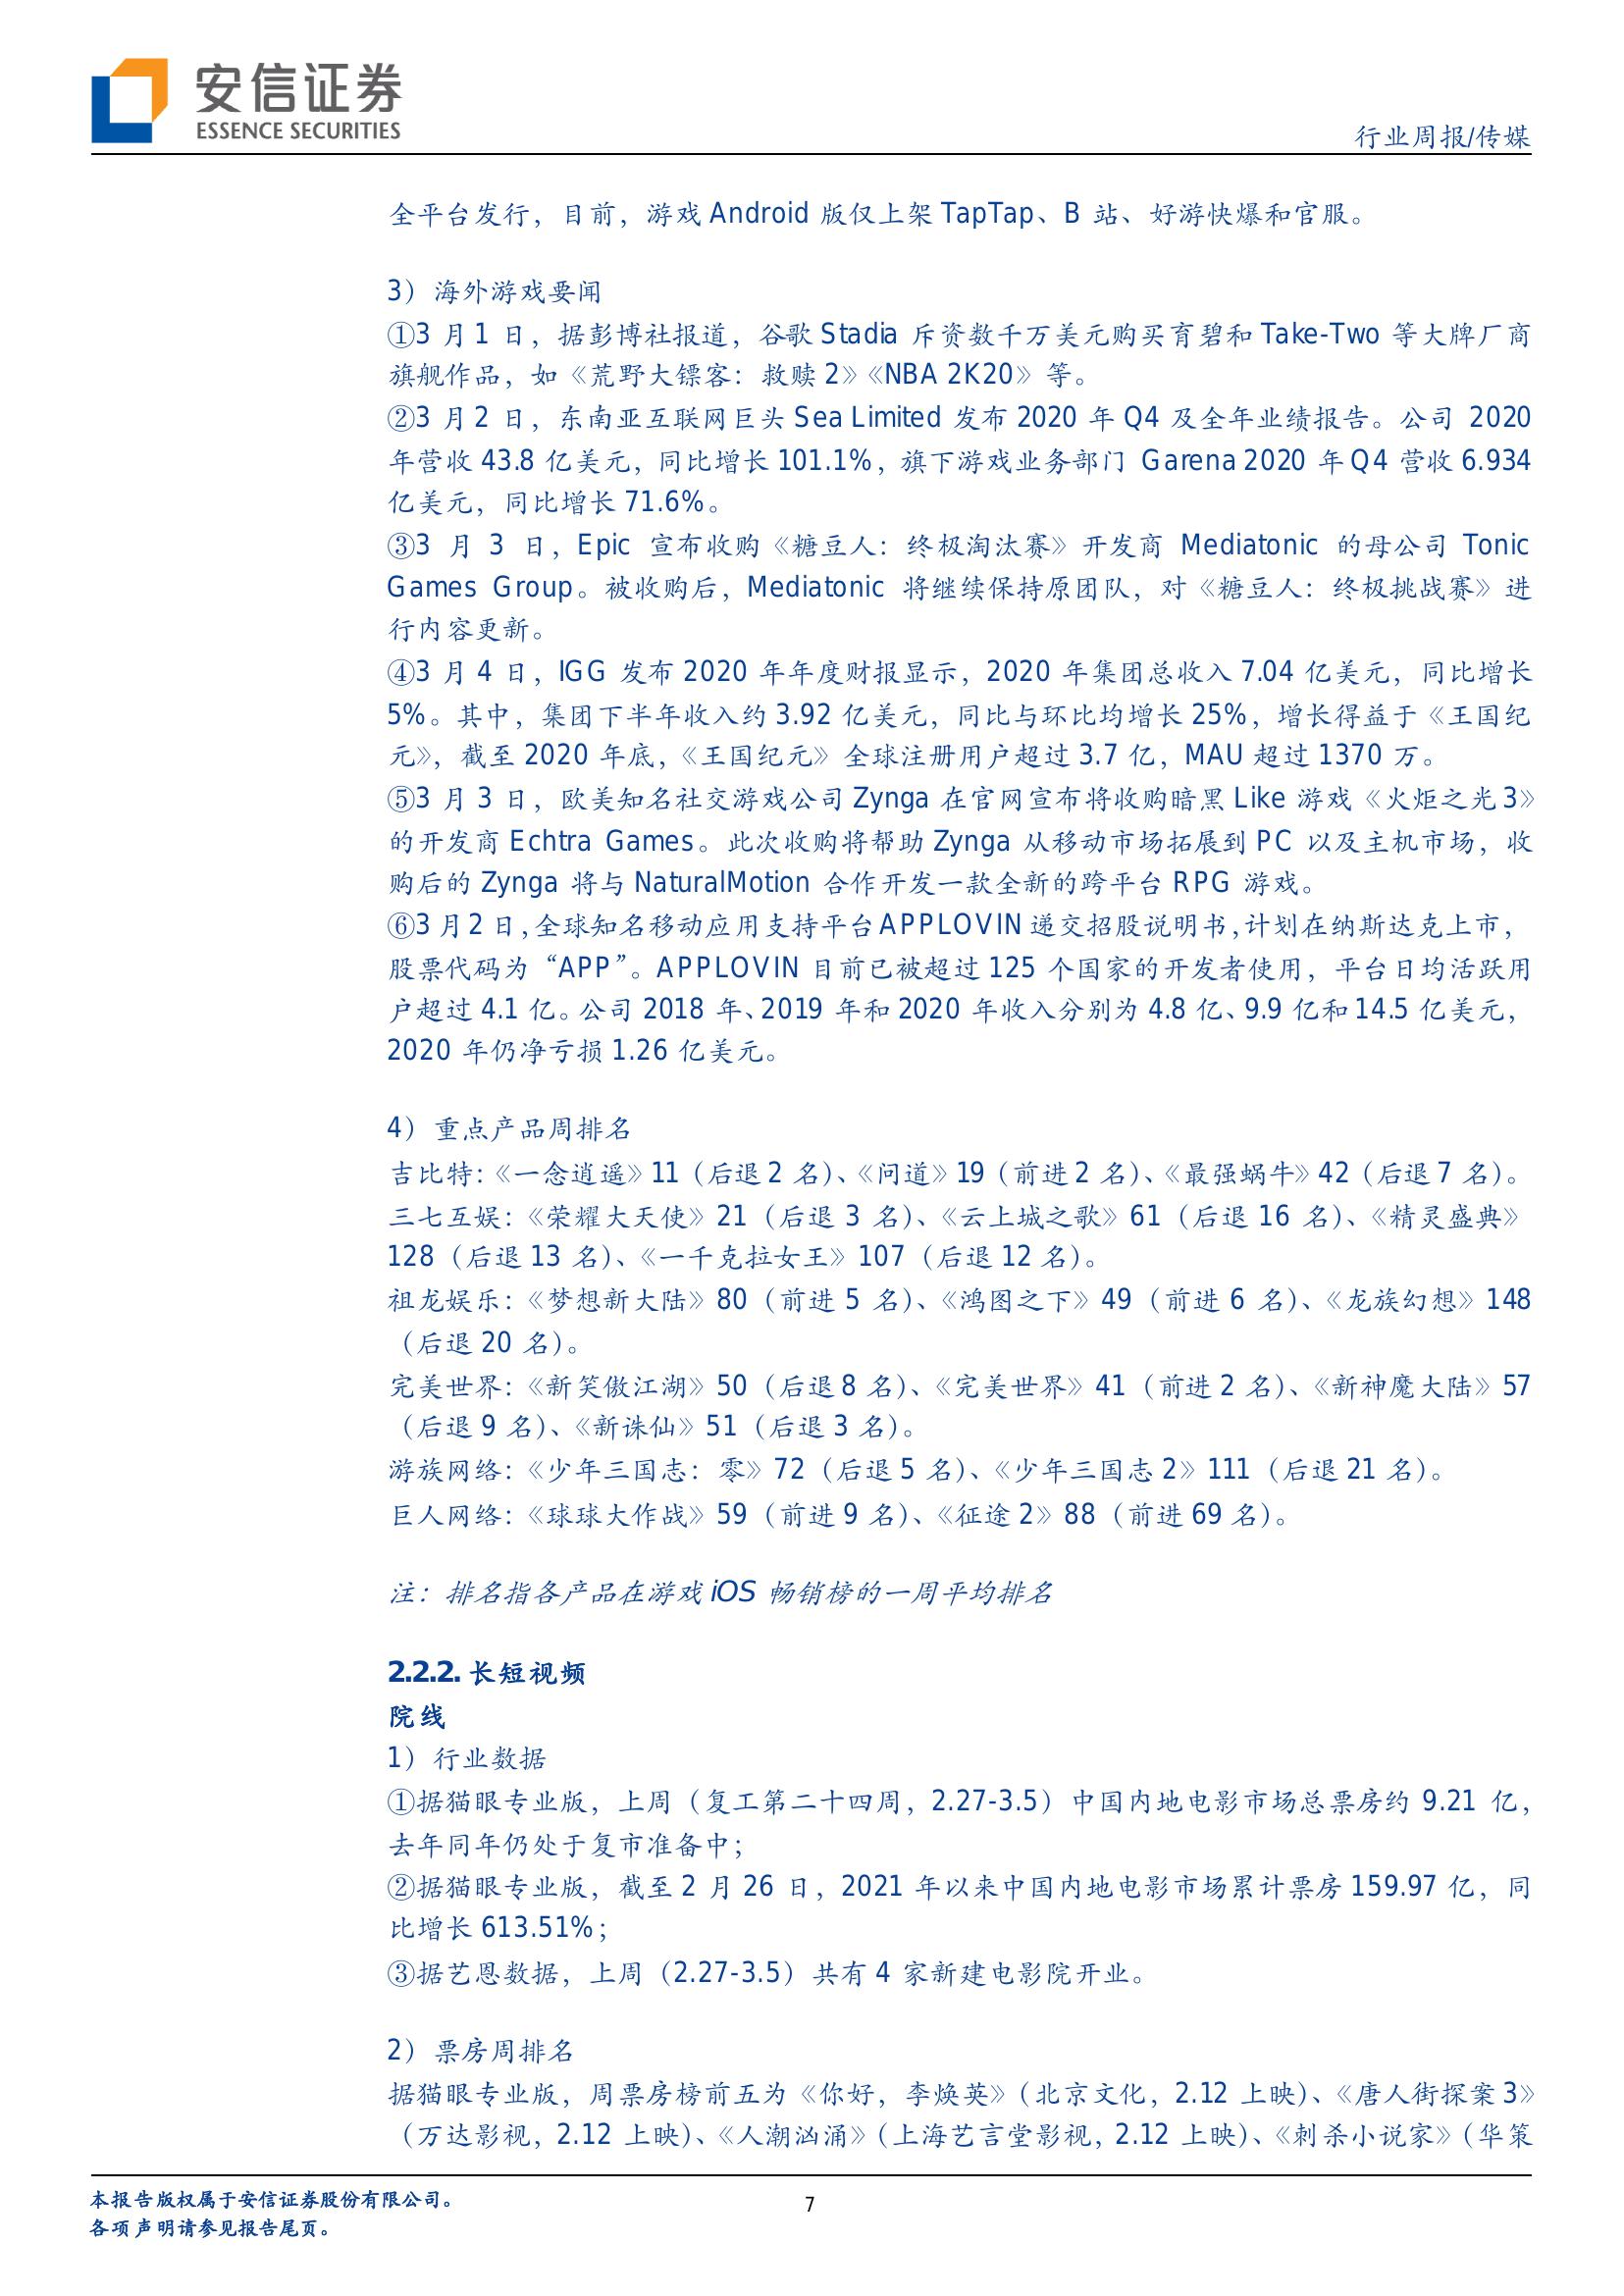 安信证券
ESSENCE SECURITIES
行业周报/传媒
全平台发行，目前，游戏 Android 版仅上架 TapTap、B 站、好游快爆和官服。
3）海外游戏要闻
①3 月 1 日，据彭博社报道，谷歌 Stadia 斥资数千万美元购买育碧和 Take-Two 等大牌厂商
旗舰作品，如《荒野大镖客：救赎 2》《NBA 2K20》等。
②3 月 2 日，东南亚互联网巨头 Sea Limited 发布 2020 年 Q4 及全年业绩报告。公司 2020
年营收 43.8 亿美元，同比增长 101.1%，旗下游戏业务部门 Garena 2020 年 Q4 营收 6.934
亿美元，同比增长 71.6%。
③3 月 3 日，Epic 宣布收购《糖豆人：终极淘汰赛》开发商 Mediatonic 的母公司 Tonic
Games Group。被收购后，Mediatonic 将继续保持原团队，对《糖豆人：终极挑战赛》进
行内容更新。
④3 月 4 日，IGG 发布 2020 年年度财报显示，2020 年集团总收入 7.04 亿美元，同比增长
5%。其中，集团下半年收入约 3.92 亿美元，同比与环比均增长 25%，增长得益于《王国纪
元》，截至 2020 年底，《王国纪元》全球注册用户超过 3.7 亿，MAU 超过 1370 万。
⑤3 月 3 日，欧美知名社交游戏公司 Zynga 在官网宣布将收购暗黑 Like 游戏《火炬之光 3》
的开发商 Echtra Games。此次收购将帮助 Zynga 从移动市场拓展到 PC 以及主机市场，收
购后的 Zynga 将与 NaturalMotion 合作开发一款全新的跨平台 RPG 游戏。
⑥3 月 2 日，全球知名移动应用支持平台 APPLOVIN 递交招股说明书，计划在纳斯达克上市，
股票代码为“APP”。APPLOVIN 目前已被超过 125 个国家的开发者使用，平台日均活跃用
户超过 4.1 亿。公司 2018 年、2019 年和 2020 年收入分别为 4.8 亿、9.9 亿和 14.5 亿美元，
2020 年仍净亏损 1.26 亿美元。
4）重点产品周排名
吉比特：《一念逍遥》11（后退 2 名）、《问道》19（前进 2 名）、《最强蜗牛》42（后退 7 名）。
三七互娱：《荣耀大天使》21（后退 3 名）、《云上城之歌》61（后退 16 名）、《精灵盛典》
128（后退 13 名）、《一千克拉女王》107（后退 12 名）。
祖龙娱乐：《梦想新大陆》80（前进 5 名）、《鸿图之下》49（前进 6 名）、《龙族幻想》148
（后退 20 名）。
完美世界：《新笑傲江湖》50（后退 8 名）、《完美世界》41（前进 2 名）、《新神魔大陆》57
（后退 9 名）、《新诛仙》51（后退 3 名）。
游族网络：《少年三国志：零》72（后退 5 名）、《少年三国志 2》111（后退 21 名）。
巨人网络：《球球大作战》59（前进 9 名）、《征途 2》88（前进 69 名）。
注：排名指各产品在游戏 iOS 畅销榜的一周平均排名
2.2.2. 长短视频
院线
1）行业数据
①据猫眼专业版，上周（复工第二十四周，2.27-3.5）中国内地电影市场总票房约 9.21 亿，
去年同年仍处于复市准备中；
②据猫眼专业版，截至 2 月 26 日，2021 年以来中国内地电影市场累计票房 159.97 亿，同
比增长 613.51%；
③据艺恩数据，上周（2.27-3.5）共有 4 家新建电影院开业。
2）票房周排名
据猫眼专业版，周票房榜前五为《你好，李焕英》（北京文化，2.12 上映）、《唐人街探案 3》
（万达影视，2.12 上映）、《人潮汹涌》（上海艺言堂影视，2.12 上映）、《刺杀小说家》（华策
本报告版权属于安信证券股份有限公司。
各项声明请参见报告尾页。
7